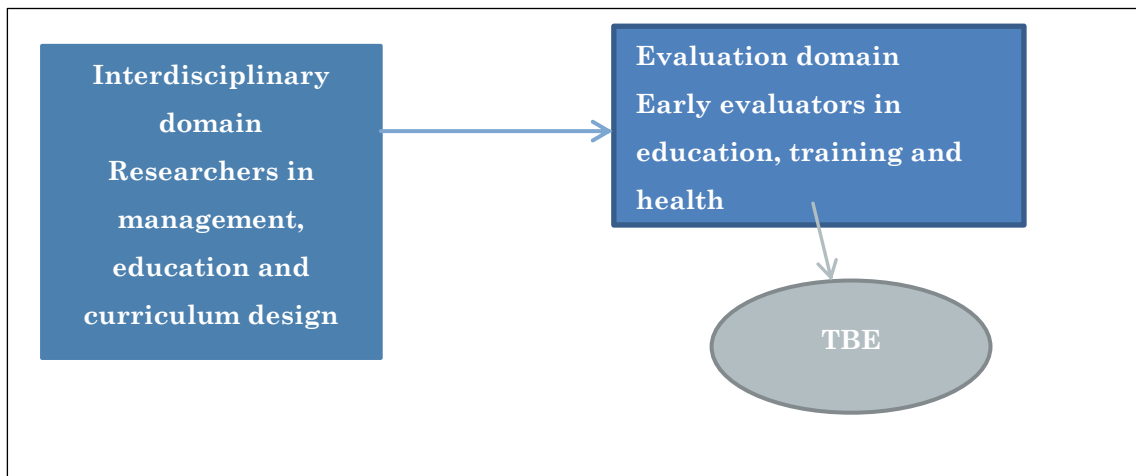 Interdisciplinary
domain
Researchers in
management,
education and
curriculum design
Evaluation domain
Early evaluators in
education, training and
health
TBE